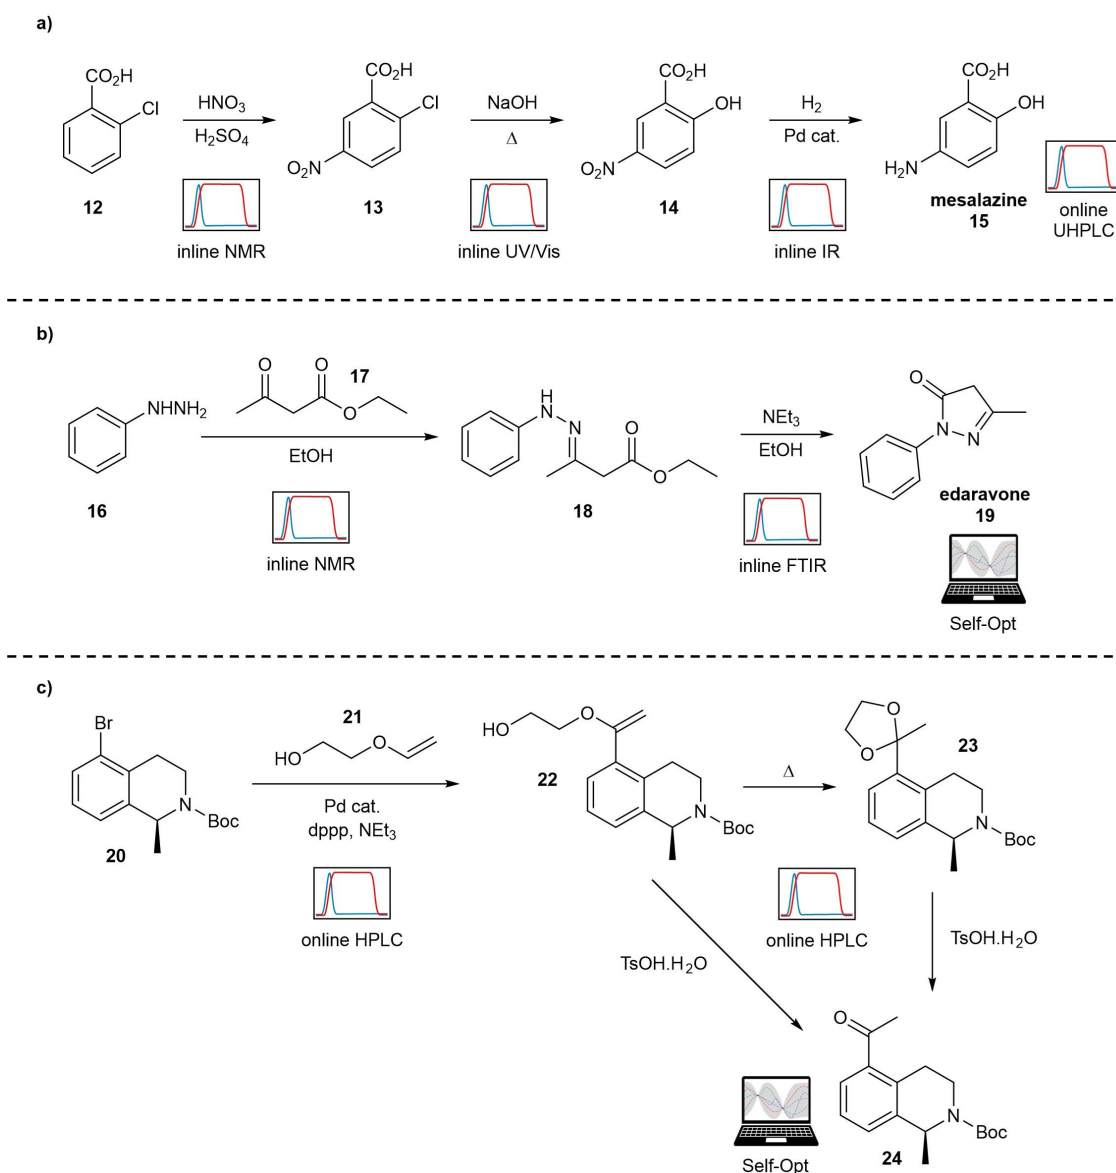 a)
CO₂H
Cl
12
HNO₃
H₂SO₄
inline NMR
CO₂H
Cl
O₂N
13
NaOH
Δ
inline UV/Vis
CO₂H
OH
O₂N
14
H₂
Pd cat.
inline IR
CO₂H
OH
H₂N
mesalazine
15
online
UHPLC
b)
NHNH₂
16
O
O
O
17
EtOH
inline NMR
H
N
N
O
O
18
NEt₃
EtOH
inline FTIR
O
N
N
edaravone
19
Self-Opt
c)
Br
N
Boc
20
21
HO
O
Pd cat.
dppp, NEt₃
online HPLC
HO
O
22
N
Boc
Δ
online HPLC
O
O
23
N
Boc
TsOH.H₂O
TsOH.H₂O
O
N
Boc
24
Self-Opt